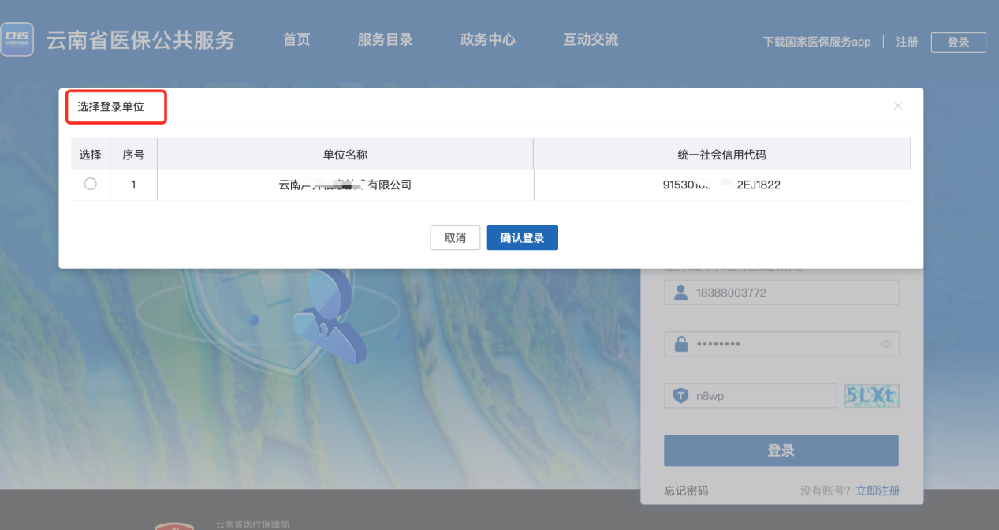 CHS
云南省医保公共服务 首页 服务目录 政务中心 互动交流 下载国家医保服务app | 注册 登录
选择登录单位
选择 序号 单位名称 统一社会信用代码
1 云南 有限公司 91530 2EJ1822
取消 确认登录
18388003772
••••••••
n8wp 5LXt
登录
忘记密码 没有账号? 立即注册
云南省医疗保障局